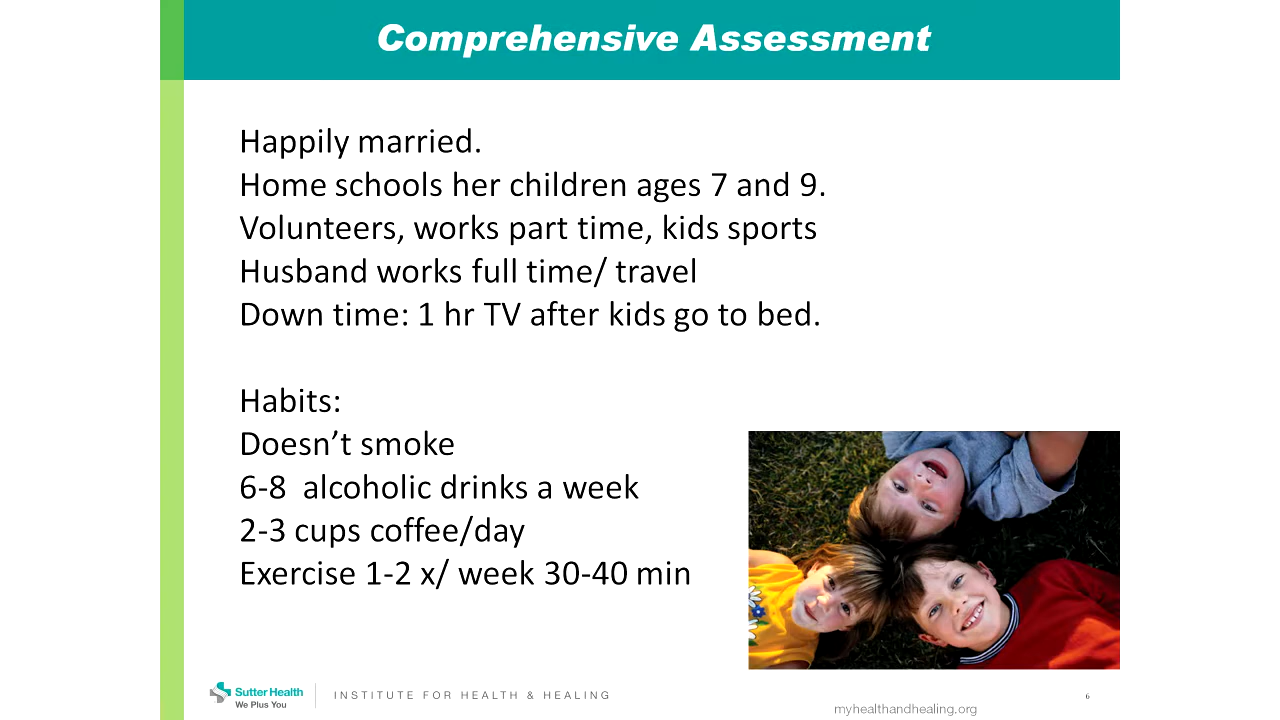 Comprehensive Assessment
Happily married.
Home schools her children ages 7 and 9.
Volunteers, works part time, kids sports
Husband works full time/ travel
Down time: 1 hr TV after kids go to bed.
Habits:
Doesn’t smoke
6-8  alcoholic drinks a week
2-3 cups coffee/day
Exercise 1-2 x/ week 30-40 min
Sutter Health
We Plus You
INSTITUTE FOR HEALTH & HEALING
6
myhealthandhealing.org